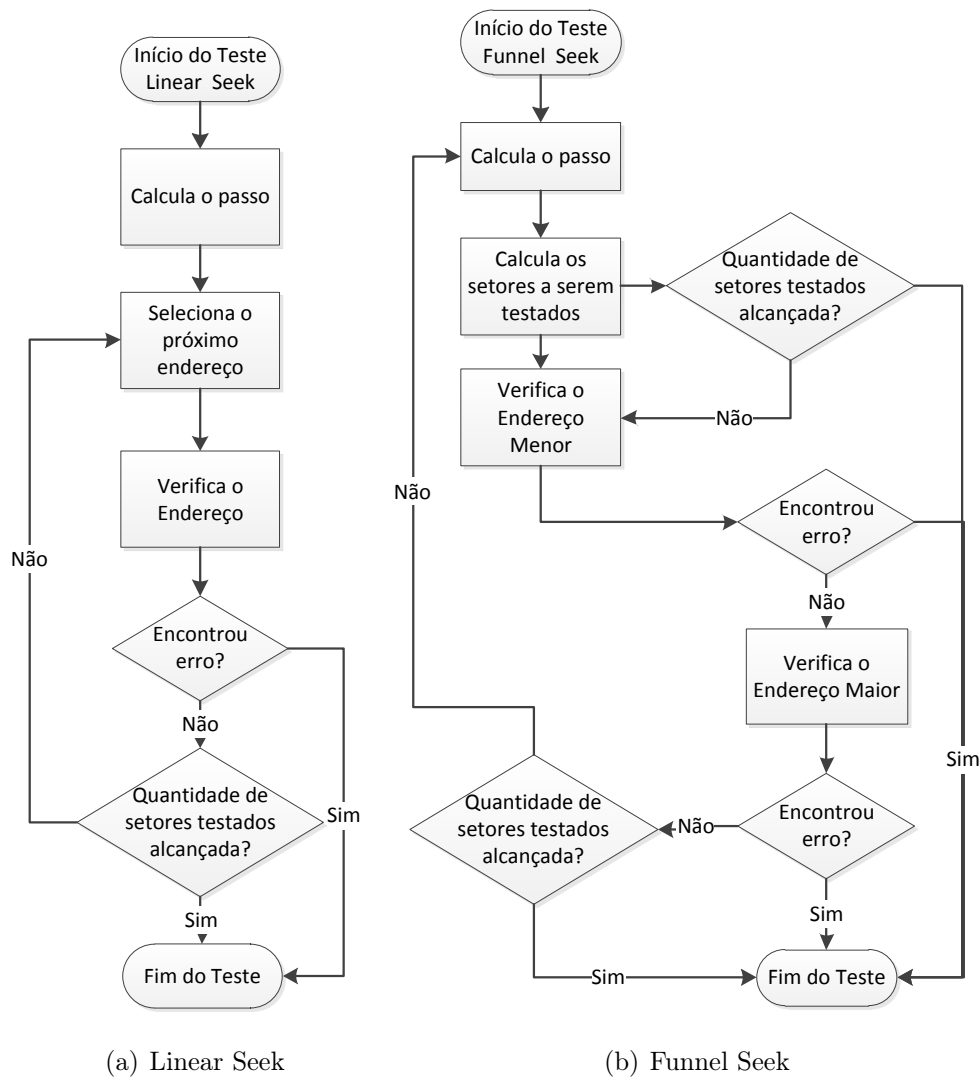 Início do Teste
Linear Seek
Calcula o passo
Seleciona o
próximo
endereço
Verifica o
Endereço
Não
Encontrou
erro?
Não
Quantidade de
setores testados
alcançada?
Sim
Sim
Fim do Teste
(a) Linear Seek
Início do Teste
Funnel Seek
Calcula o passo
Calcula os
setores a serem
testados
Quantidade de
setores testados
alcançada?
Não
Verifica o
Endereço
Menor
Não
Encontrou
erro?
Não
Verifica o
Endereço Maior
Sim
Encontrou
erro?
Não
Quantidade de
setores testados
alcançada?
Sim
Sim
Fim do Teste
(b) Funnel Seek